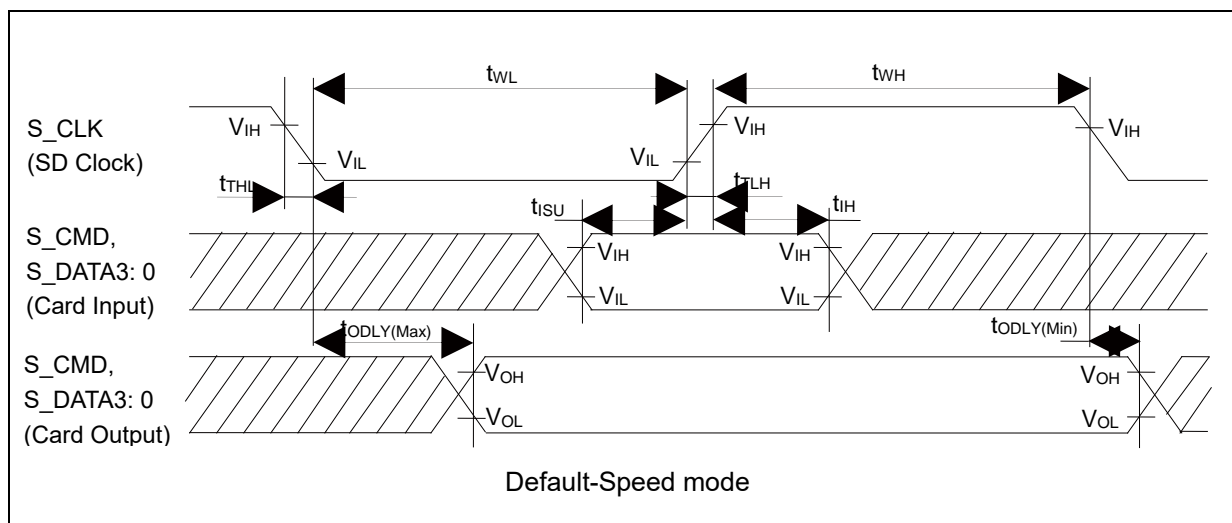 tWL
tWH
S_CLK
(SD Clock)
VIH
VIL
VIL
VIH
VIH
tTHL
tTLH
tISU
tIH
S_CMD,
S_DATA3: 0
(Card Input)
VIH
VIL
VIH
VIL
tODLY(Max)
tODLY(Min)
S_CMD,
S_DATA3: 0
(Card Output)
VOH
VOL
VOH
VOL
Default-Speed mode